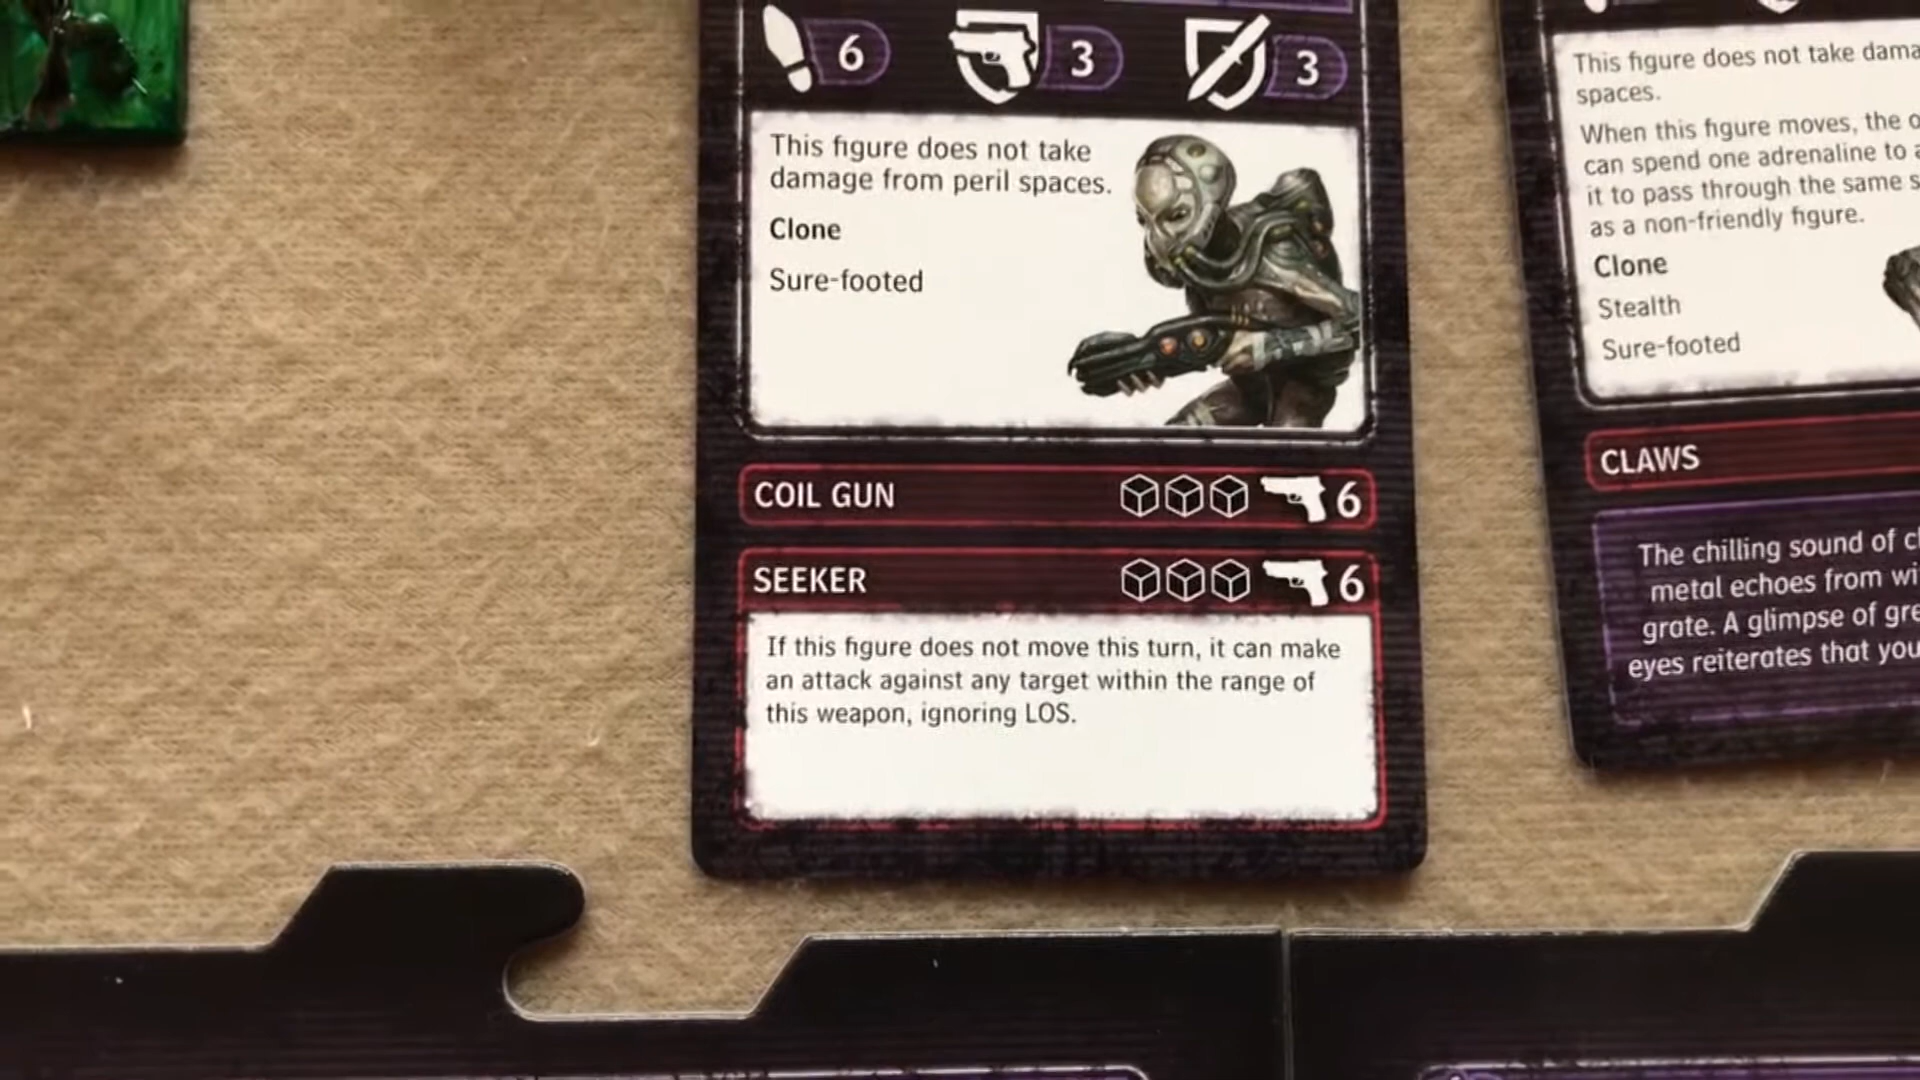 6
3
3
This figure does not take
damage from peril spaces.
Clone
Sure-footed
COIL GUN 6
SEEKER 6
If this figure does not move this turn, it can make
an attack against any target within the range of
this weapon, ignoring LOS.
This figure does not take
spaces.
When this figure moves, the
can spend one adrenaline to
it to pass through the same
as a non-friendly figure.
Clone
Stealth
Sure-footed
CLAWS
The chilling sound of
metal echoes from
grate. A glimpse of
eyes reiterates that